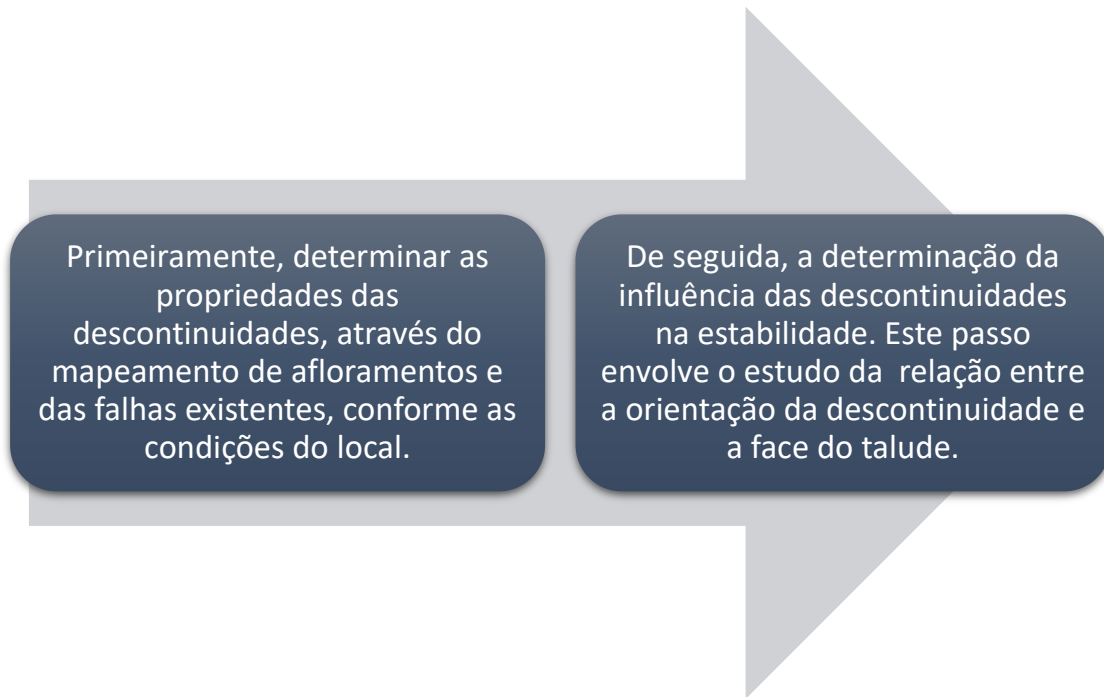 Primeiramente, determinar as
propriedades das
descontinuidades, através do
mapeamento de afloramentos e
das falhas existentes, conforme as
condições do local.
De seguida, a determinação da
influência das descontinuidades
na estabilidade. Este passo
envolve o estudo da  relação entre
a orientação da descontinuidade e
a face do talude.